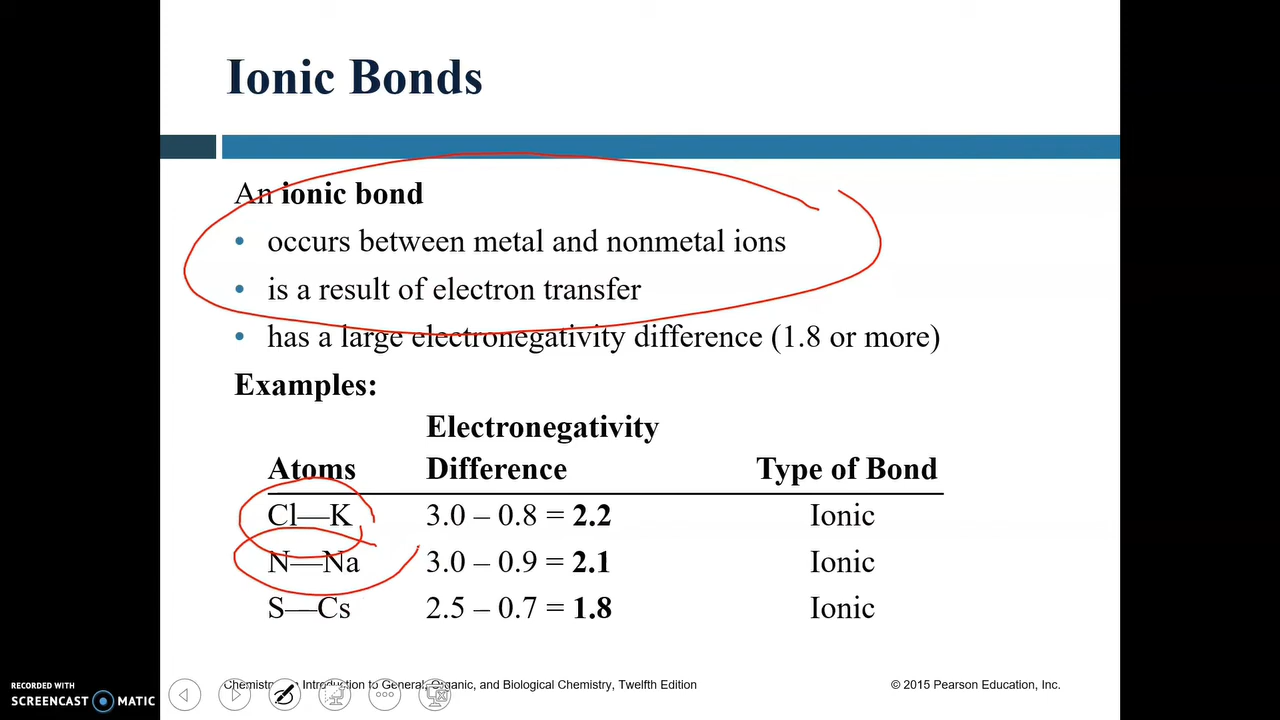 Ionic Bonds
An ionic bond
• occurs between metal and nonmetal ions
• is a result of electron transfer
• has a large electronegativity difference (1.8 or more)
Examples:
Electronegativity
Atoms Difference Type of Bond
Cl—K 3.0 – 0.8 = 2.2 Ionic
N—Na 3.0 – 0.9 = 2.1 Ionic
S—Cs 2.5 – 0.7 = 1.8 Ionic
Chemistry: An Introduction to General, Organic, and Biological Chemistry, Twelfth Edition © 2015 Pearson Education, Inc.
RECORDED WITH
SCREENCAST MATIC